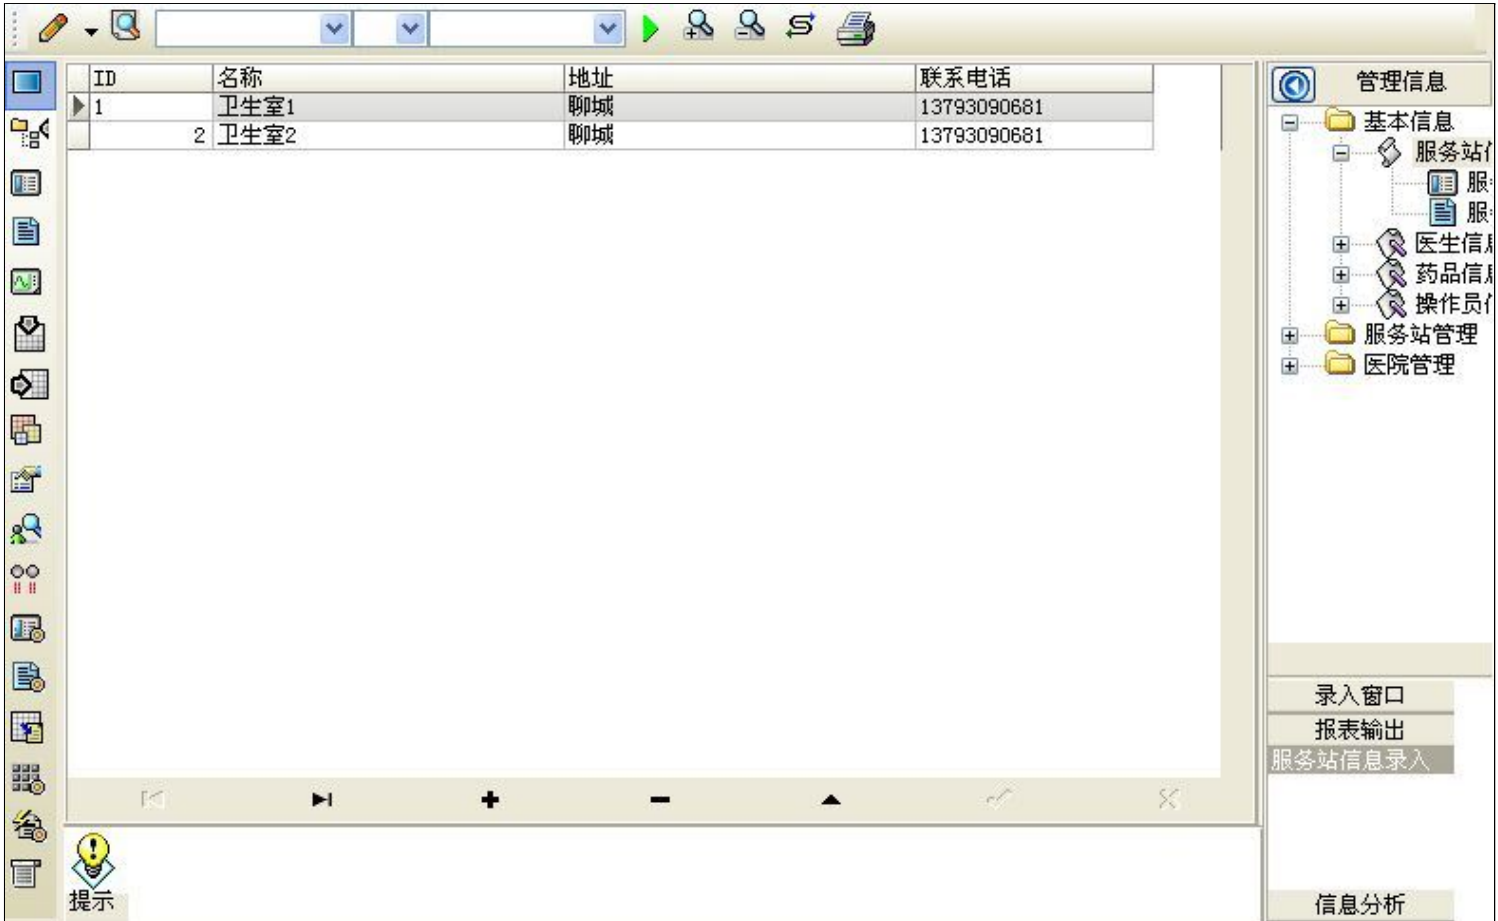 ID 名称 地址 联系电话
1 卫生室1 聊城 13793090681
2 卫生室2 聊城 13793090681
管理信息
基本信息
服务站
服
服
医生信
药品信
操作员
服务站管理
医院管理
录入窗口
报表输出
服务站信息录入
信息分析
提示